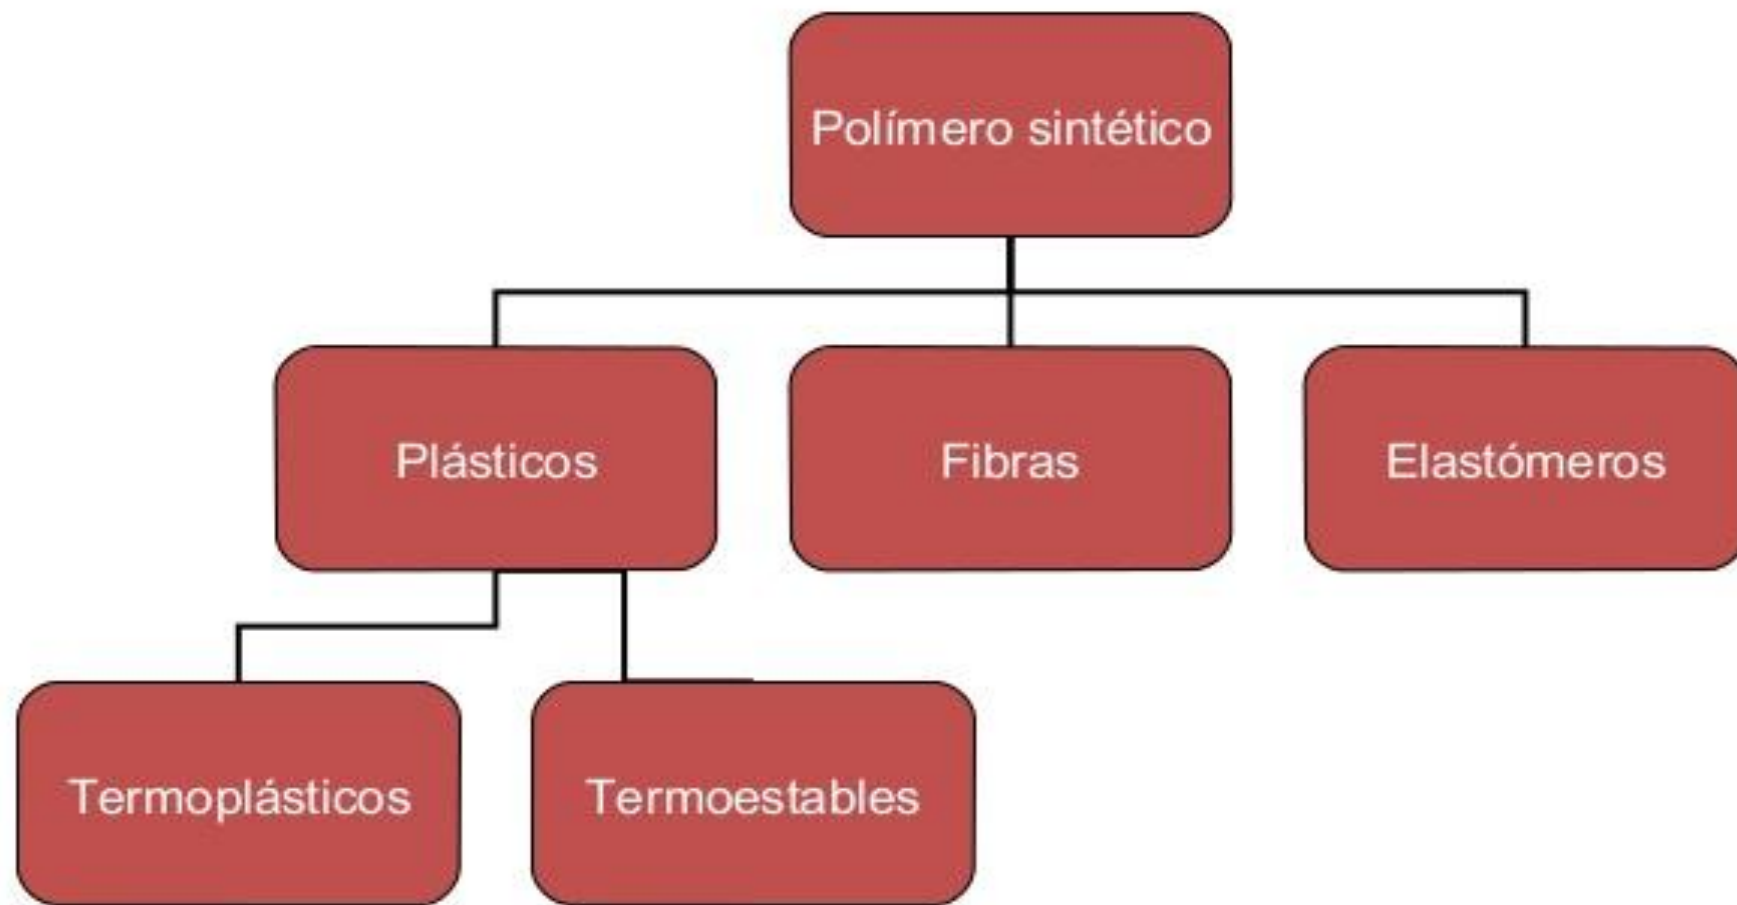 Polímero sintético
Plásticos
Fibras
Elastómeros
Termoplásticos
Termoestables